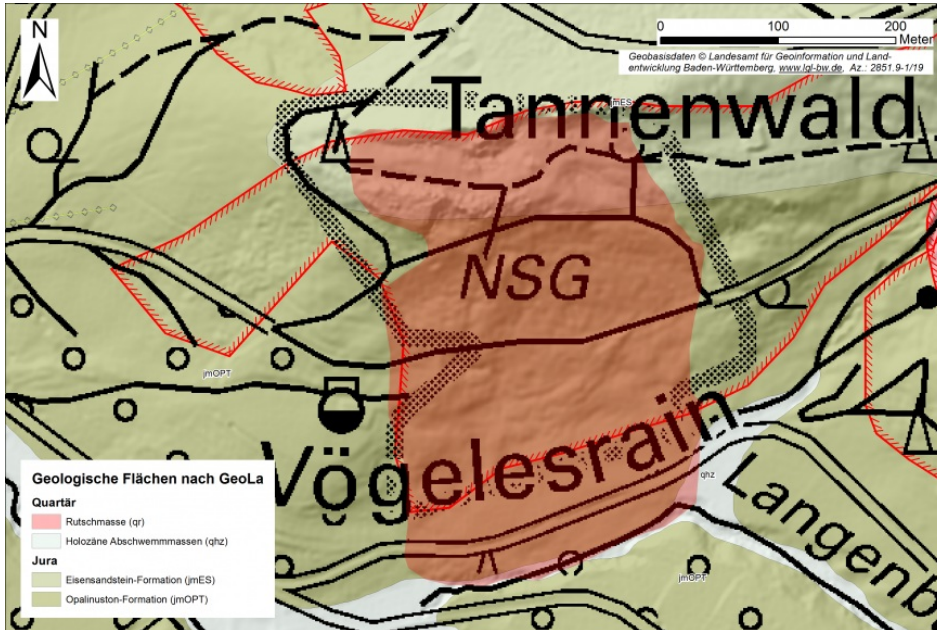 N
0 100 200
Meter
Geobasisdaten © Landesamt für Geoinformation und Land-
entwicklung Baden-Württemberg, www.lgl-bw.de, Az.: 2851.9-1/19
jmES
Tannenwald
NSG
jmOPT
Vögelesrain
qhz
Langenb
jmOPT
Geologische Flächen nach GeoLa
Quartär
Rutschmasse (qr)
Holozäne Abschwemmmassen (qhz)
Jura
Eisensandstein-Formation (jmES)
Opalinuston-Formation (jmOPT)